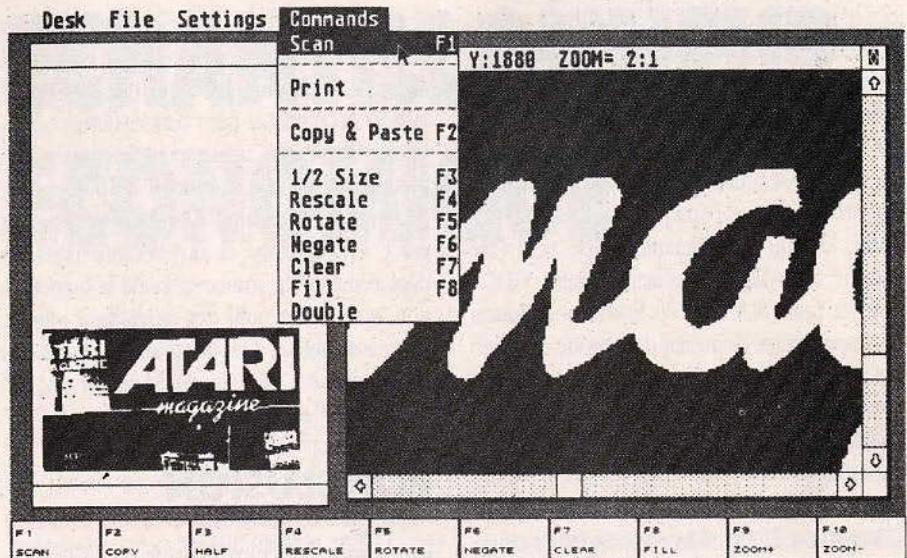 Desk File Settings Commands
Scan F1
Print
Copy & Paste F2
1/2 Size F3
Rescale F4
Rotate F5
Negate F6
Clear F7
Fill F8
Double
Y:1880 ZOOM= 2:1
ma
TARI
ATARI
magazine
F1 F2 F3 F4 F5 F6 F7 F8 F9 F10
SCAN COPY HALF RESCALE ROTATE NEGATE CLEAR FILL ZOOM+ ZOOM-